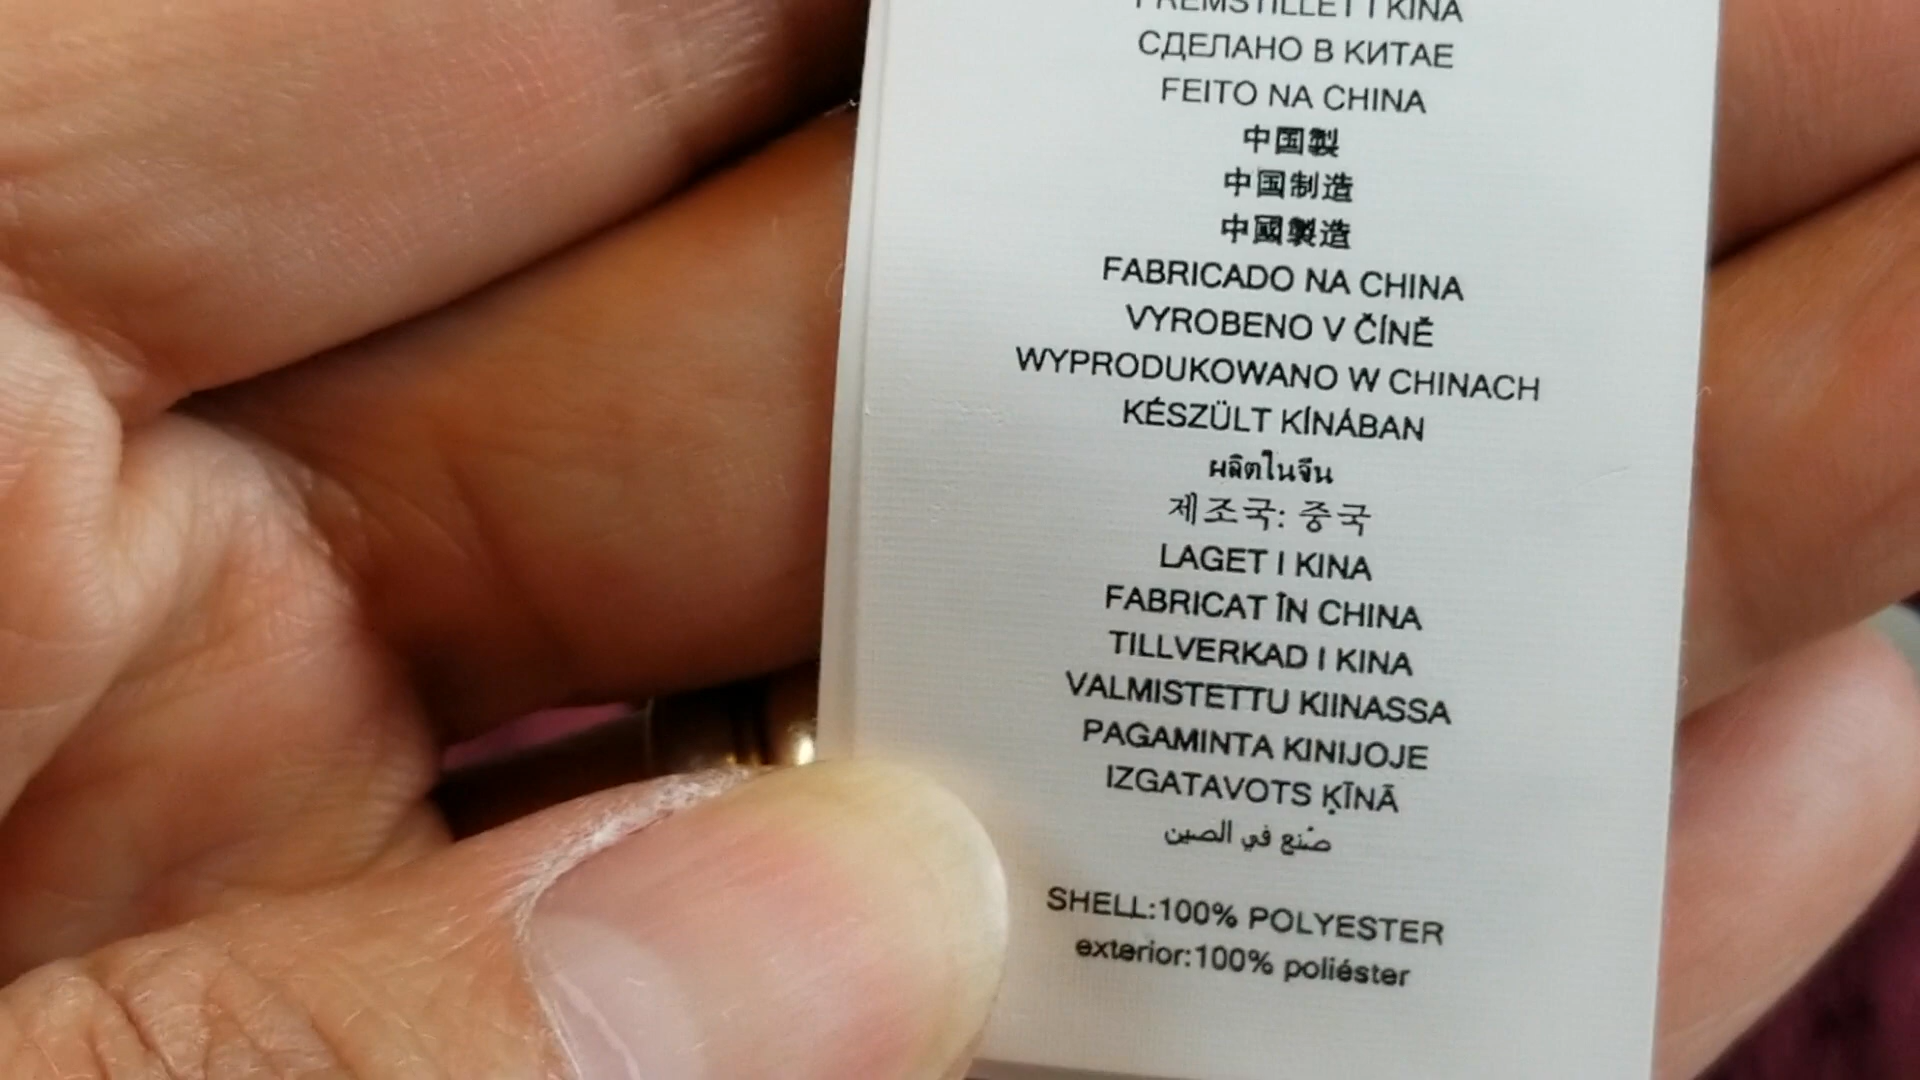 FREMSTILLET I KINA
СДЕЛАНО В КИТАЕ
FEITO NA CHINA
中国製
中国制造
中國製造
FABRICADO NA CHINA
VYROBENO V ČÍNĚ
WYPRODUKOWANO W CHINACH
KÉSZÜLT KÍNÁBAN
ผลิตในจีน
제조국: 중국
LAGET I KINA
FABRICAT ÎN CHINA
TILLVERKAD I KINA
VALMISTETTU KIINASSA
PAGAMINTA KINIJOJE
IZGATAVOTS ĶĪNĀ
صُنع في الصين
SHELL:100% POLYESTER
exterior:100% poliéster